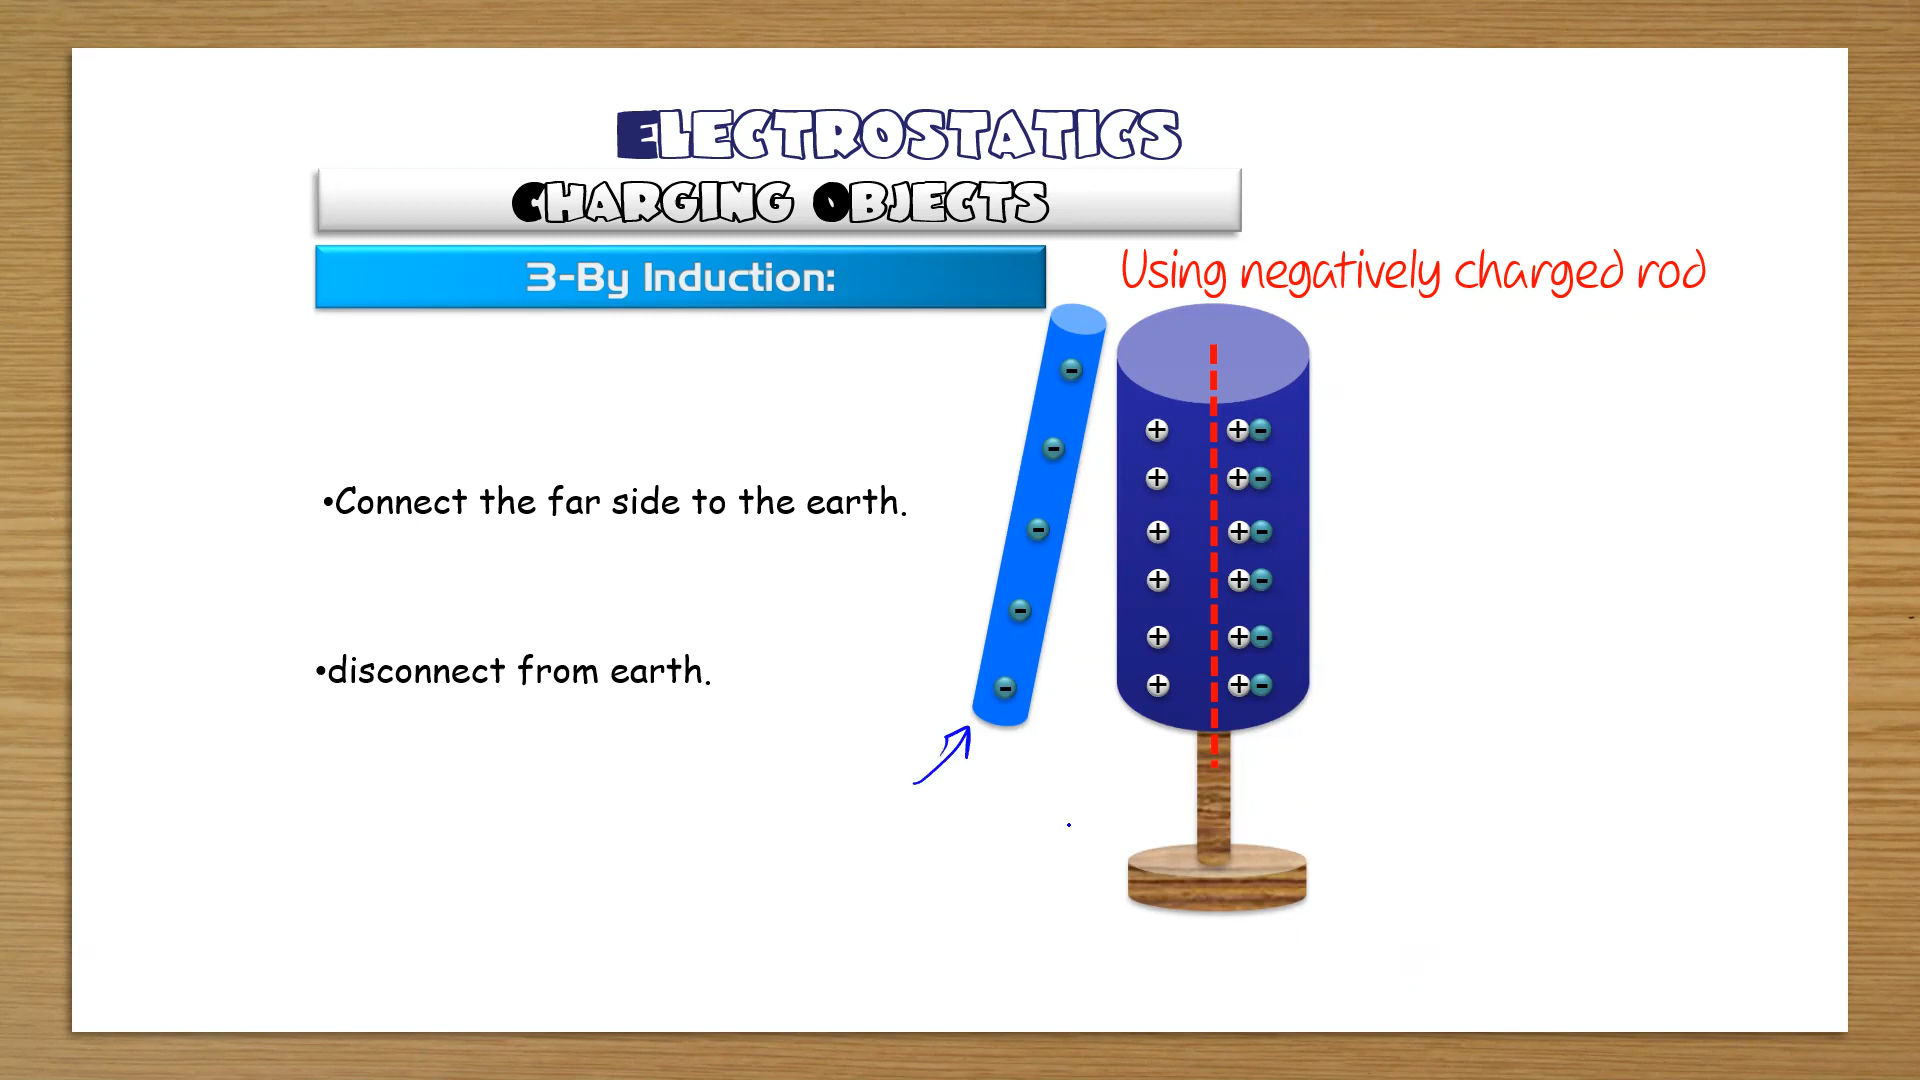 Electrostatics
Charging Objects
3-By Induction:
Using negatively charged rod
•Connect the far side to the earth.
•disconnect from earth.
-
+ +-
-
+ +-
-
+ +-
+ +-
-
+ +-
-
+ +-